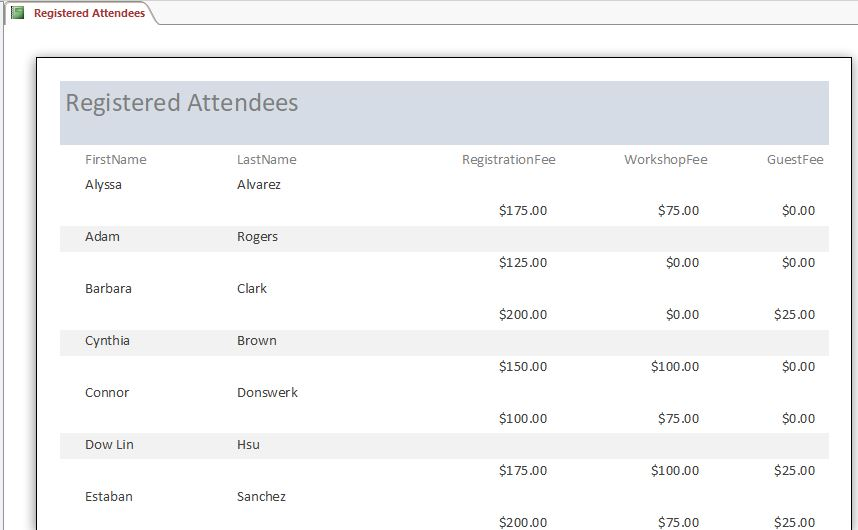 Registered Attendees
Registered Attendees
FirstName LastName RegistrationFee WorkshopFee GuestFee
Alyssa Alvarez
$175.00 $75.00 $0.00
Adam Rogers
$125.00 $0.00 $0.00
Barbara Clark
$200.00 $0.00 $25.00
Cynthia Brown
$150.00 $100.00 $0.00
Connor Donswerk
$100.00 $75.00 $0.00
Dow Lin Hsu
$175.00 $100.00 $25.00
Estaban Sanchez
$200.00 $75.00 $25.00